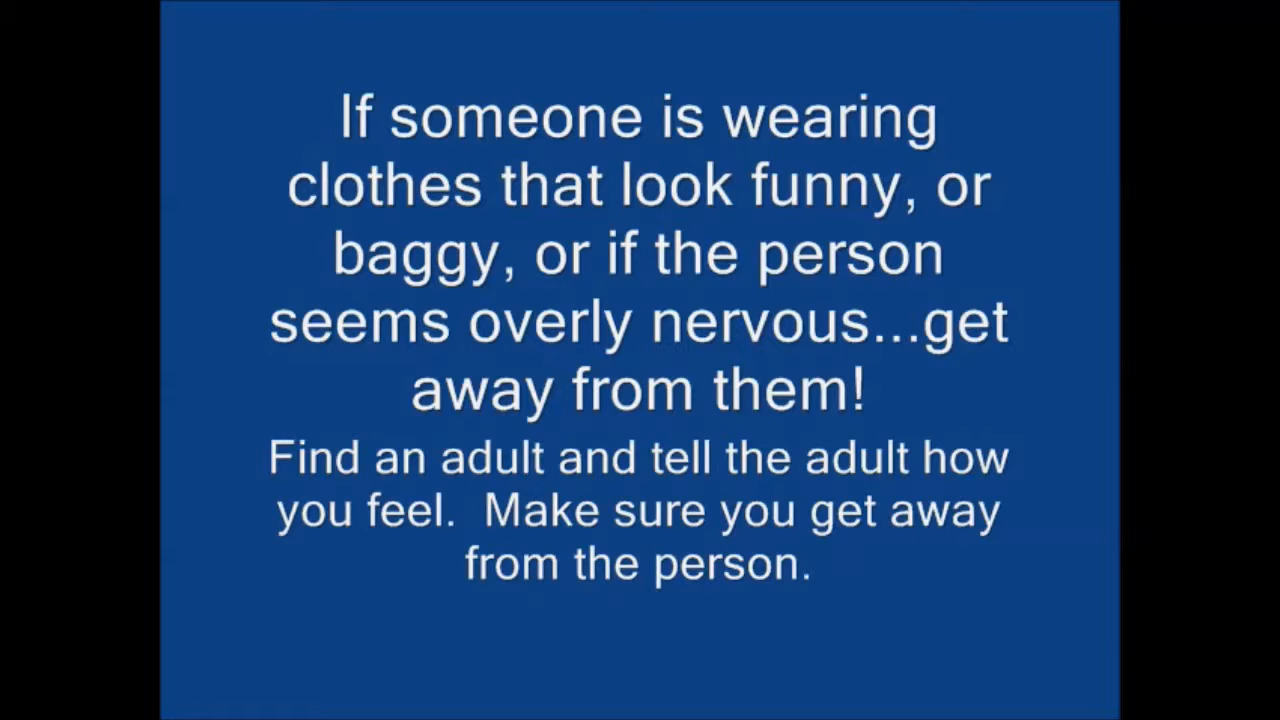 If someone is wearing
clothes that look funny, or
baggy, or if the person
seems overly nervous...get
away from them!
Find an adult and tell the adult how
you feel.  Make sure you get away
from the person.